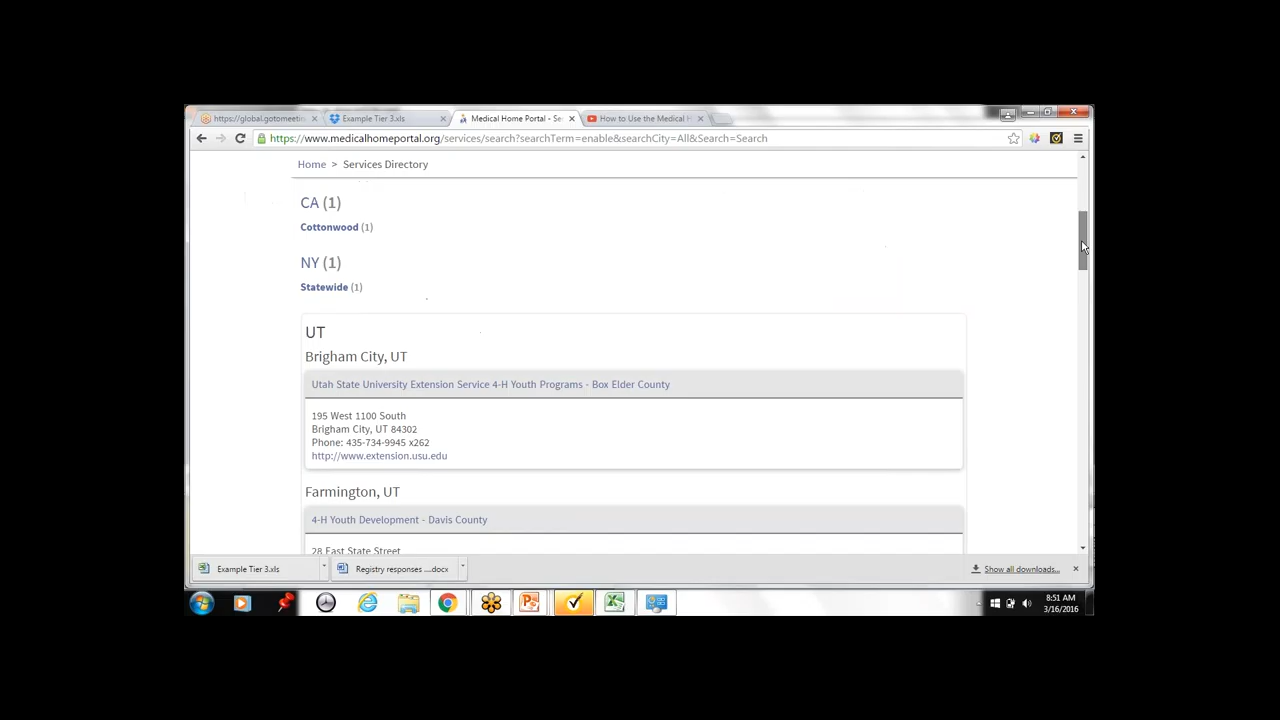 https://global.gotomeetin
Example Tier 3.xls
Medical Home Portal - Se
How to Use the Medical H
https://www.medicalhomeportal.org/services/search?searchTerm=enable&searchCity=All&Search=Search
Home > Services Directory
CA (1)
Cottonwood (1)
NY (1)
Statewide (1)
UT
Brigham City, UT
Utah State University Extension Service 4-H Youth Programs - Box Elder County
195 West 1100 South
Brigham City, UT 84302
Phone: 435-734-9945 x262
http://www.extension.usu.edu
Farmington, UT
4-H Youth Development - Davis County
28 East State Street
Example Tier 3.xls
Registry responses ....docx
Show all downloads...
8:51 AM
3/16/2016